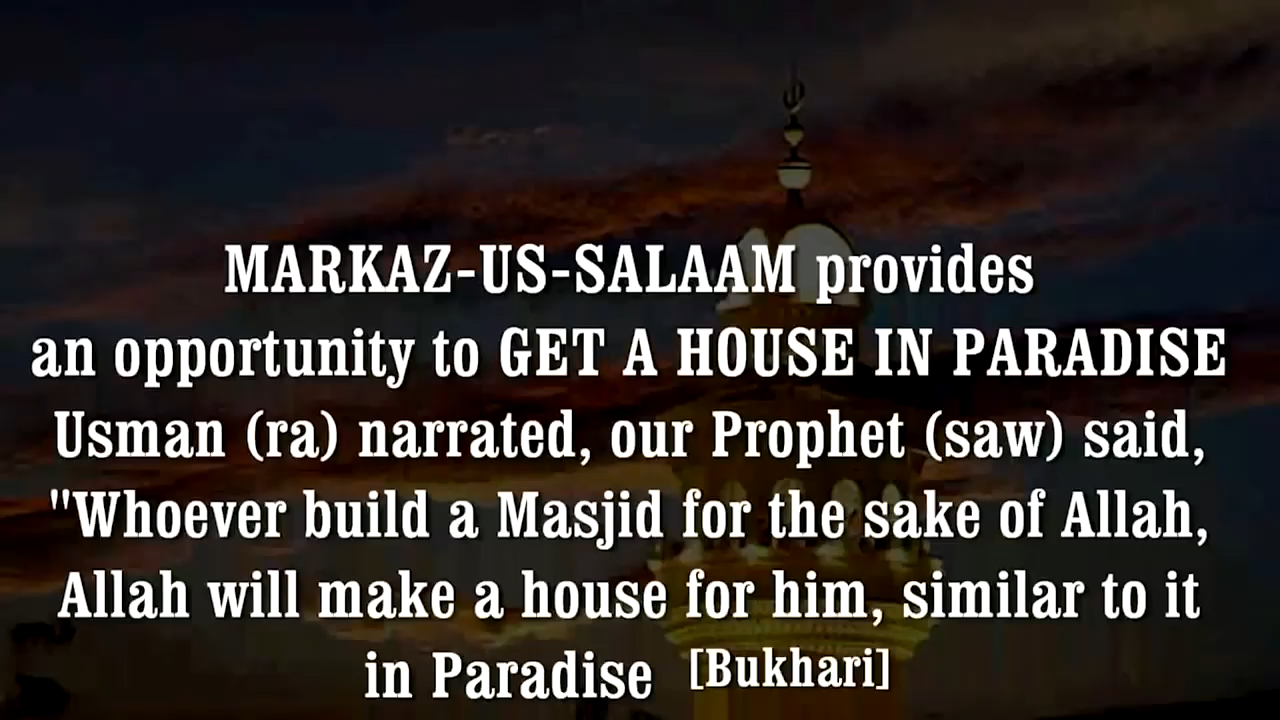 MARKAZ-US-SALAAM provides
an opportunity to GET A HOUSE IN PARADISE
Usman (ra) narrated, our Prophet (saw) said,
"Whoever build a Masjid for the sake of Allah,
Allah will make a house for him, similar to it
in Paradise [Bukhari]